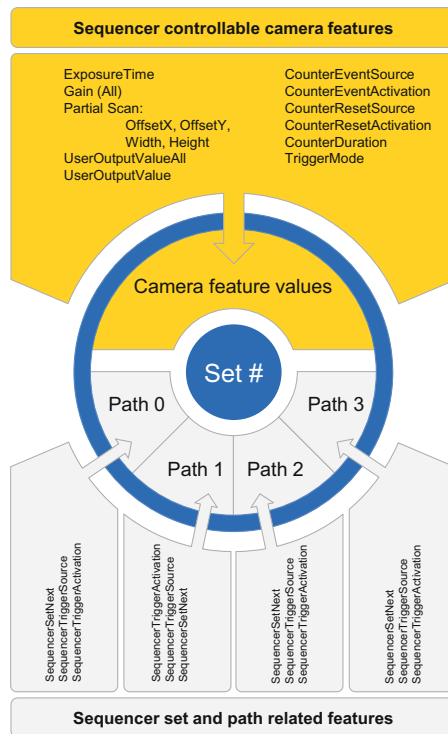 Sequencer controllable camera features
ExposureTime
Gain (All)
Partial Scan:
OffsetX, OffsetY,
Width, Height
UserOutputValueAll
UserOutputValue
CounterEventSource
CounterEventActivation
CounterResetSource
CounterResetActivation
CounterDuration
TriggerMode
Camera feature values
Set #
Path 0
Path 1
Path 2
Path 3
SequencerSetNext
SequencerTriggerSource
SequencerTriggerActivation
SequencerTriggerActivation
SequencerTriggerSource
SequencerSetNext
SequencerSetNext
SequencerTriggerSource
SequencerTriggerActivation
SequencerSetNext
SequencerTriggerSource
SequencerTriggerActivation
Sequencer set and path related features